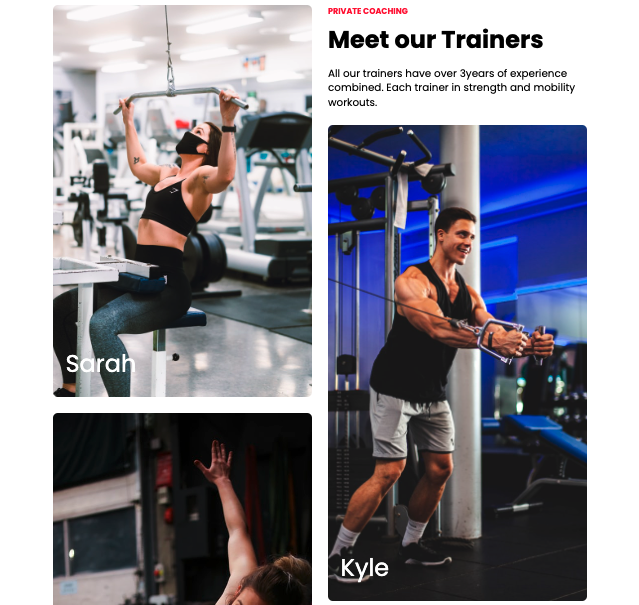 PRIVATE COACHING
Meet our Trainers
All our trainers have over 3years of experience
combined. Each trainer in strength and mobility
workouts.
Sarah
Kyle